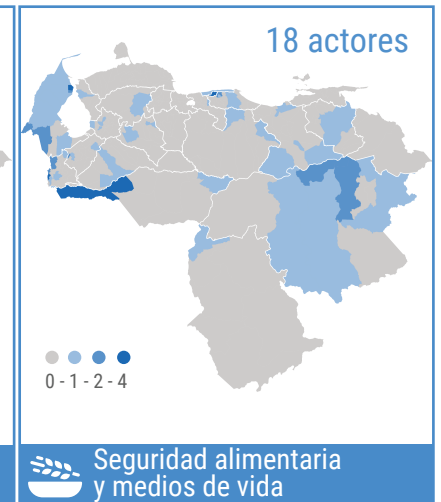 18 actores
0 - 1 - 2 - 4
Seguridad alimentaria
y medios de vida